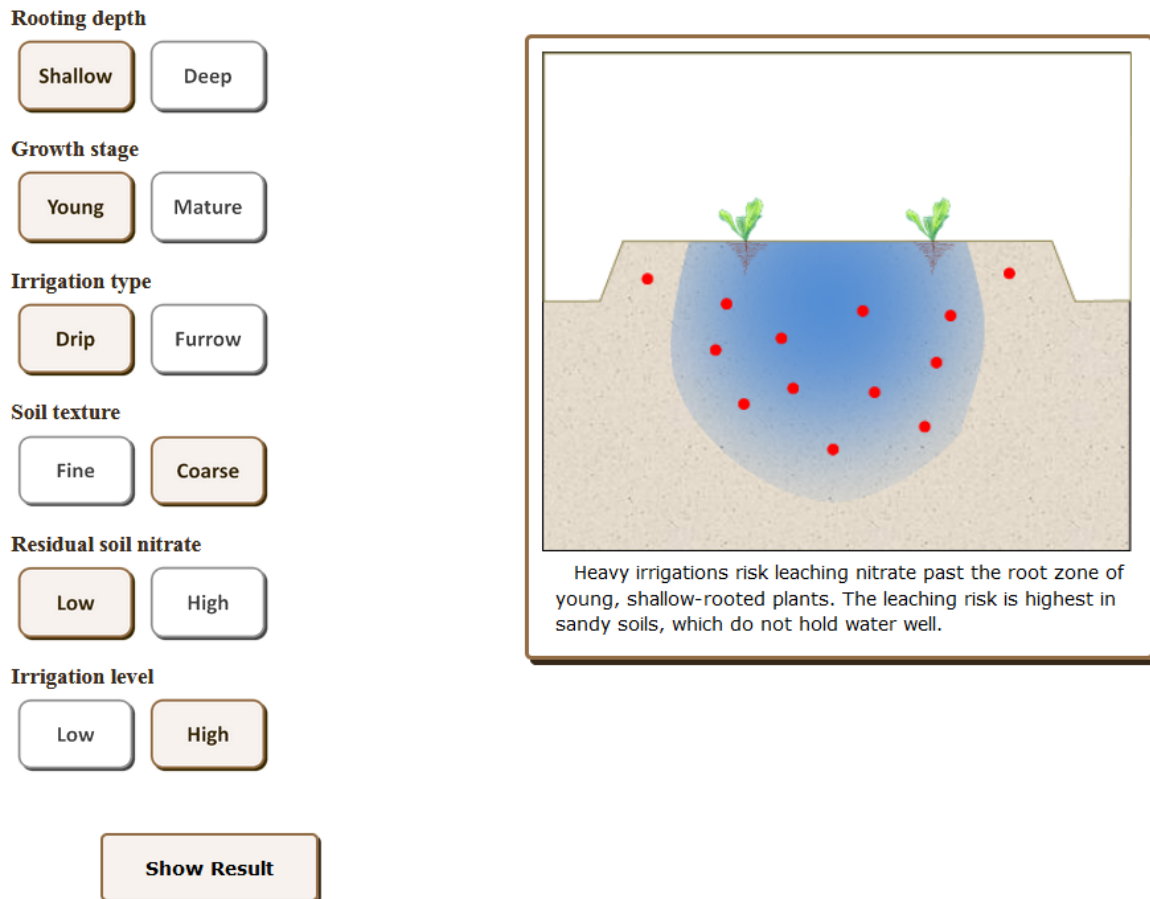 Rooting depth
Shallow Deep
Growth stage
Young Mature
Irrigation type
Drip Furrow
Soil texture
Fine Coarse
Residual soil nitrate
Low High
Irrigation level
Low High
Show Result
Heavy irrigations risk leaching nitrate past the root zone of
young, shallow-rooted plants. The leaching risk is highest in
sandy soils, which do not hold water well.